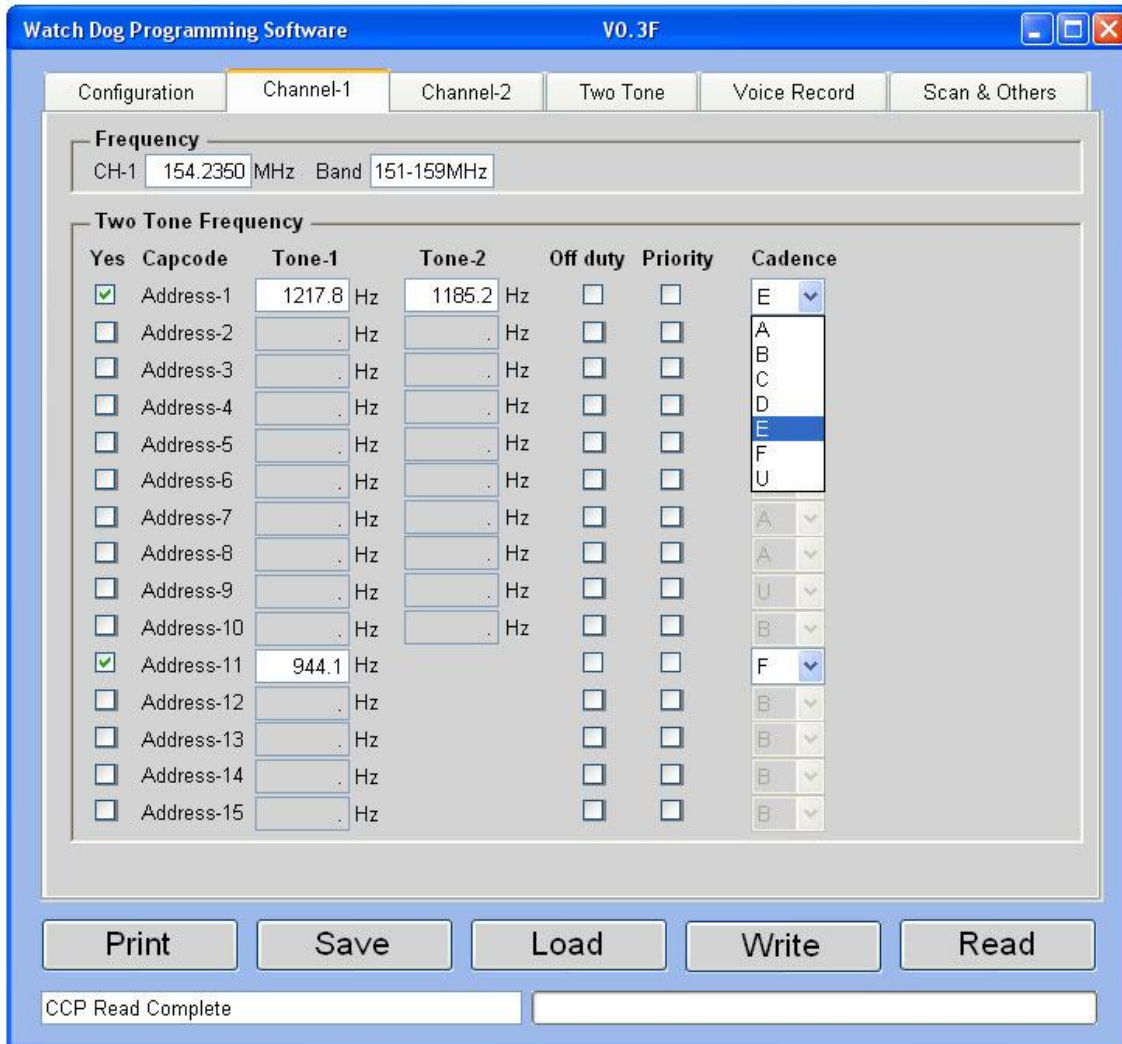 Watch Dog Programming Software V0.3F
Configuration Channel-1 Channel-2 Two Tone Voice Record Scan & Others
Frequency
CH-1 154.2350 MHz Band 151-159MHz
Two Tone Frequency
Yes Capcode Tone-1 Tone-2 Off duty Priority Cadence
Address-1 1217.8 Hz 1185.2 Hz E
Address-2 . Hz . Hz A
B
Address-3 . Hz . Hz C
Address-4 . Hz . Hz D
Address-5 . Hz . Hz E
F
Address-6 . Hz . Hz U
Address-7 . Hz . Hz A
Address-8 . Hz . Hz A
Address-9 . Hz . Hz U
Address-10 . Hz . Hz B
Address-11 944.1 Hz F
Address-12 . Hz B
Address-13 . Hz B
Address-14 . Hz B
Address-15 . Hz B
Print Save Load Write Read
CCP Read Complete